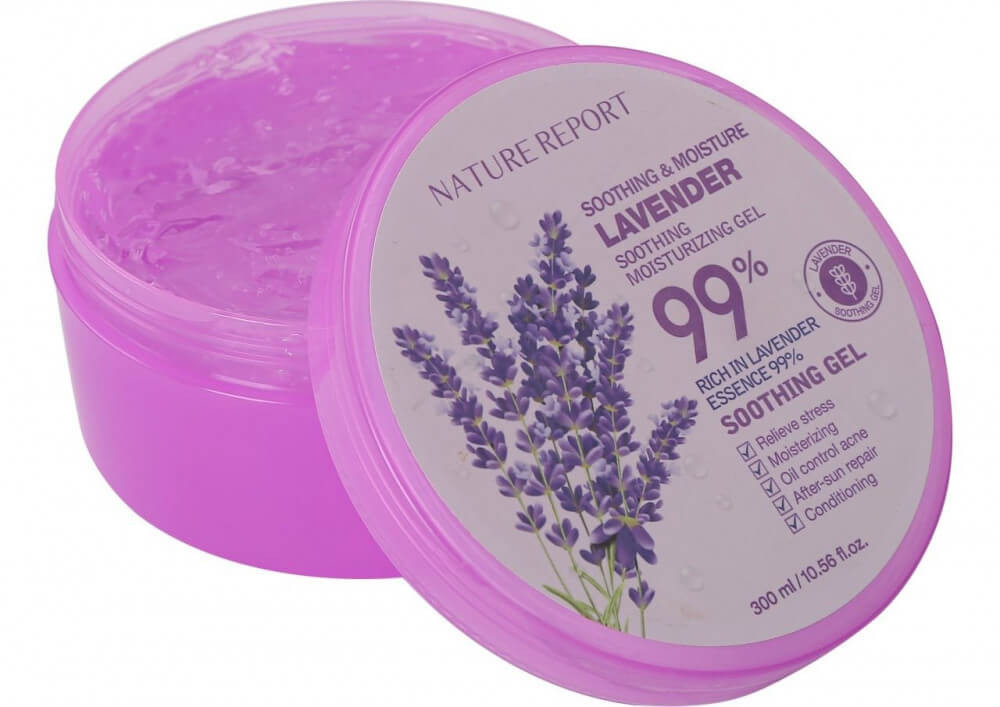 NATURE REPORT
SOOTHING & MOISTURE
LAVENDER
SOOTHING
MOISTURIZING GEL
99%
LAVENDER
SOOTHING GEL
RICH IN LAVENDER
ESSENCE 99%
SOOTHING GEL
Relieve stress
Moisterizing
Oil control acne
After-sun repair
Conditioning
300 ml/10.56 fl.oz.